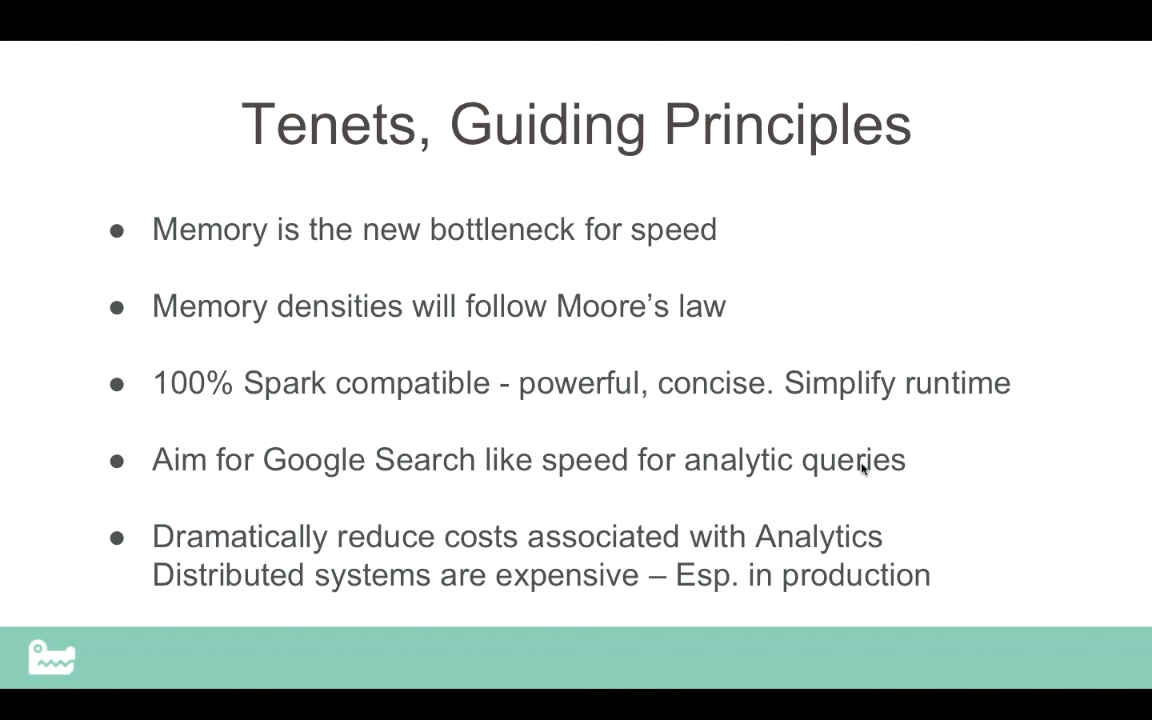 Tenets, Guiding Principles
● Memory is the new bottleneck for speed
● Memory densities will follow Moore’s law
● 100% Spark compatible - powerful, concise. Simplify runtime
● Aim for Google Search like speed for analytic queries
● Dramatically reduce costs associated with Analytics
Distributed systems are expensive – Esp. in production